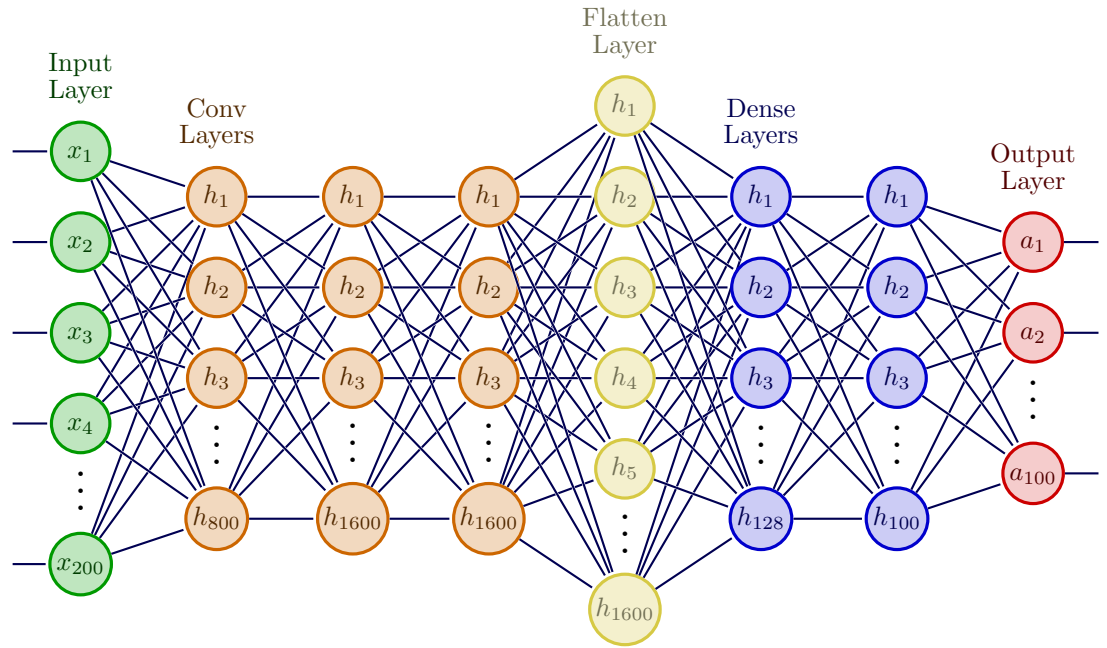 Flatten
Layer
Input
Layer
Conv
Layers
Dense
Layers
Output
Layer
x₁
x₂
x₃
x₄
x₂₀₀
h₁
h₂
h₃
h₈₀₀
h₁
h₂
h₃
h₁₆₀₀
h₁
h₂
h₃
h₁₆₀₀
h₁
h₂
h₃
h₄
h₅
h₁₆₀₀
h₁
h₂
h₃
h₁₂₈
h₁
h₂
h₃
h₁₀₀
a₁
a₂
a₁₀₀